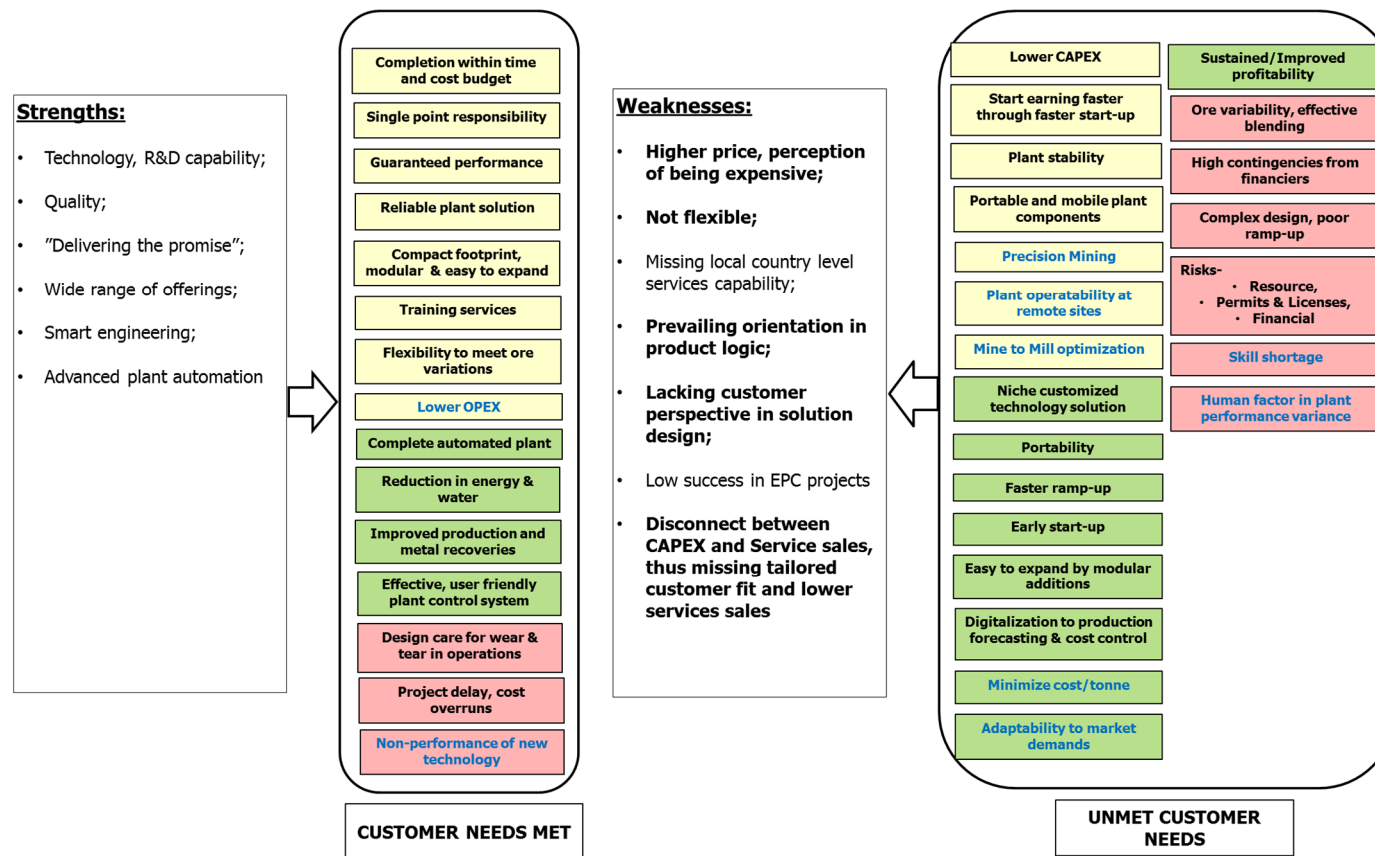 Strengths:
• Technology, R&D capability;
• Quality;
• ”Delivering the promise”;
• Wide range of offerings;
• Smart engineering;
• Advanced plant automation
Completion within time
and cost budget
Single point responsibility
Guaranteed performance
Reliable plant solution
Compact footprint,
modular & easy to expand
Training services
Flexibility to meet ore
variations
Lower OPEX
Complete automated plant
Reduction in energy &
water
Improved production and
metal recoveries
Effective, user friendly
plant control system
Design care for wear &
tear in operations
Project delay, cost
overruns
Non-performance of new
technology
CUSTOMER NEEDS MET
Weaknesses:
• Higher price, perception
of being expensive;
• Not flexible;
• Missing local country level
services capability;
• Prevailing orientation in
product logic;
• Lacking customer
perspective in solution
design;
• Low success in EPC projects
• Disconnect between
CAPEX and Service sales,
thus missing tailored
customer fit and lower
services sales
Lower CAPEX
Start earning faster
through faster start-up
Plant stability
Portable and mobile plant
components
Precision Mining
Plant operatability at
remote sites
Mine to Mill optimization
Niche customized
technology solution
Portability
Faster ramp-up
Early start-up
Easy to expand by modular
additions
Digitalization to production
forecasting & cost control
Minimize cost/tonne
Adaptability to market
demands
Sustained/Improved
profitability
Ore variability, effective
blending
High contingencies from
financiers
Complex design, poor
ramp-up
Risks-
• Resource,
• Permits & Licenses,
• Financial
Skill shortage
Human factor in plant
performance variance
UNMET CUSTOMER
NEEDS